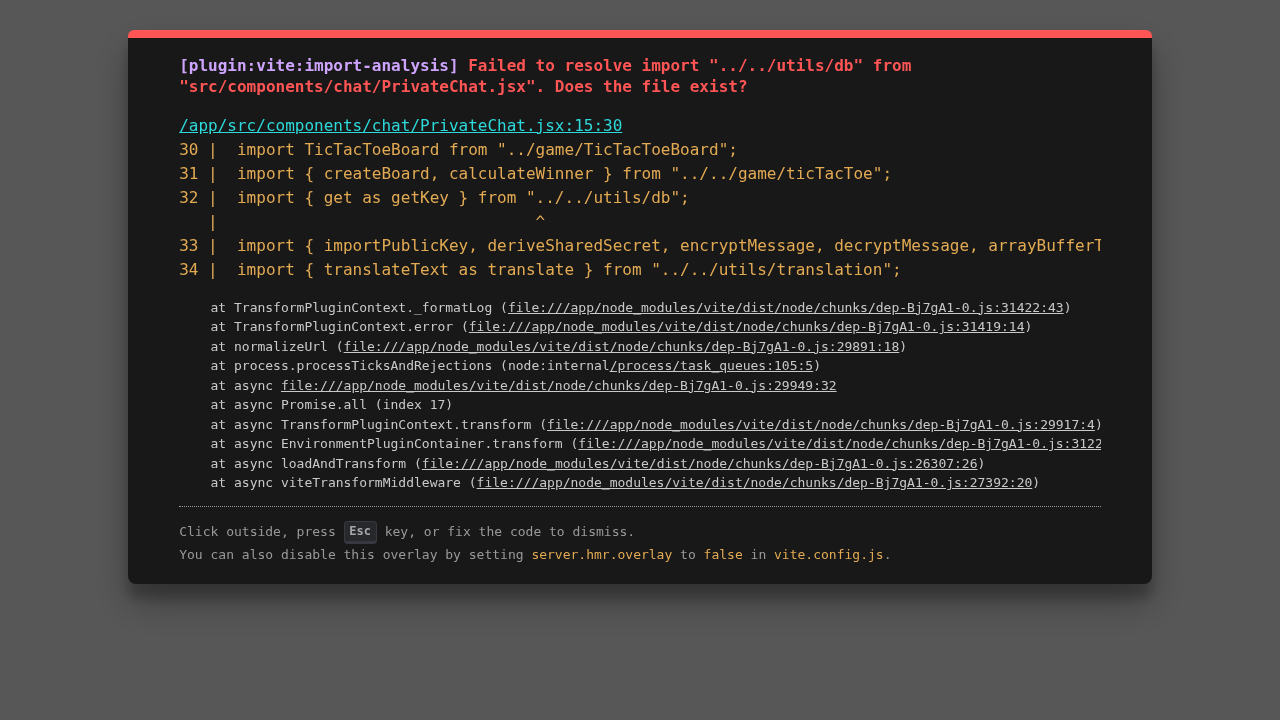 [plugin:vite:import-analysis] Failed to resolve import "../../utils/db" from
"src/components/chat/PrivateChat.jsx". Does the file exist?
/app/src/components/chat/PrivateChat.jsx:15:30
30 |  import TicTacToeBoard from "../game/TicTacToeBoard";
31 |  import { createBoard, calculateWinner } from "../../game/ticTacToe";
32 |  import { get as getKey } from "../../utils/db";
   |                                 ^
33 |  import { importPublicKey, deriveSharedSecret, encryptMessage, decryptMessage, arrayBufferT
34 |  import { translateText as translate } from "../../utils/translation";
    at TransformPluginContext._formatLog (file:///app/node_modules/vite/dist/node/chunks/dep-Bj7gA1-0.js:31422:43)
    at TransformPluginContext.error (file:///app/node_modules/vite/dist/node/chunks/dep-Bj7gA1-0.js:31419:14)
    at normalizeUrl (file:///app/node_modules/vite/dist/node/chunks/dep-Bj7gA1-0.js:29891:18)
    at process.processTicksAndRejections (node:internal/process/task_queues:105:5)
    at async file:///app/node_modules/vite/dist/node/chunks/dep-Bj7gA1-0.js:29949:32
    at async Promise.all (index 17)
    at async TransformPluginContext.transform (file:///app/node_modules/vite/dist/node/chunks/dep-Bj7gA1-0.js:29917:4)
    at async EnvironmentPluginContainer.transform (file:///app/node_modules/vite/dist/node/chunks/dep-Bj7gA1-0.js:3122
    at async loadAndTransform (file:///app/node_modules/vite/dist/node/chunks/dep-Bj7gA1-0.js:26307:26)
    at async viteTransformMiddleware (file:///app/node_modules/vite/dist/node/chunks/dep-Bj7gA1-0.js:27392:20)
Click outside, press Esc key, or fix the code to dismiss.
You can also disable this overlay by setting server.hmr.overlay to false in vite.config.js.